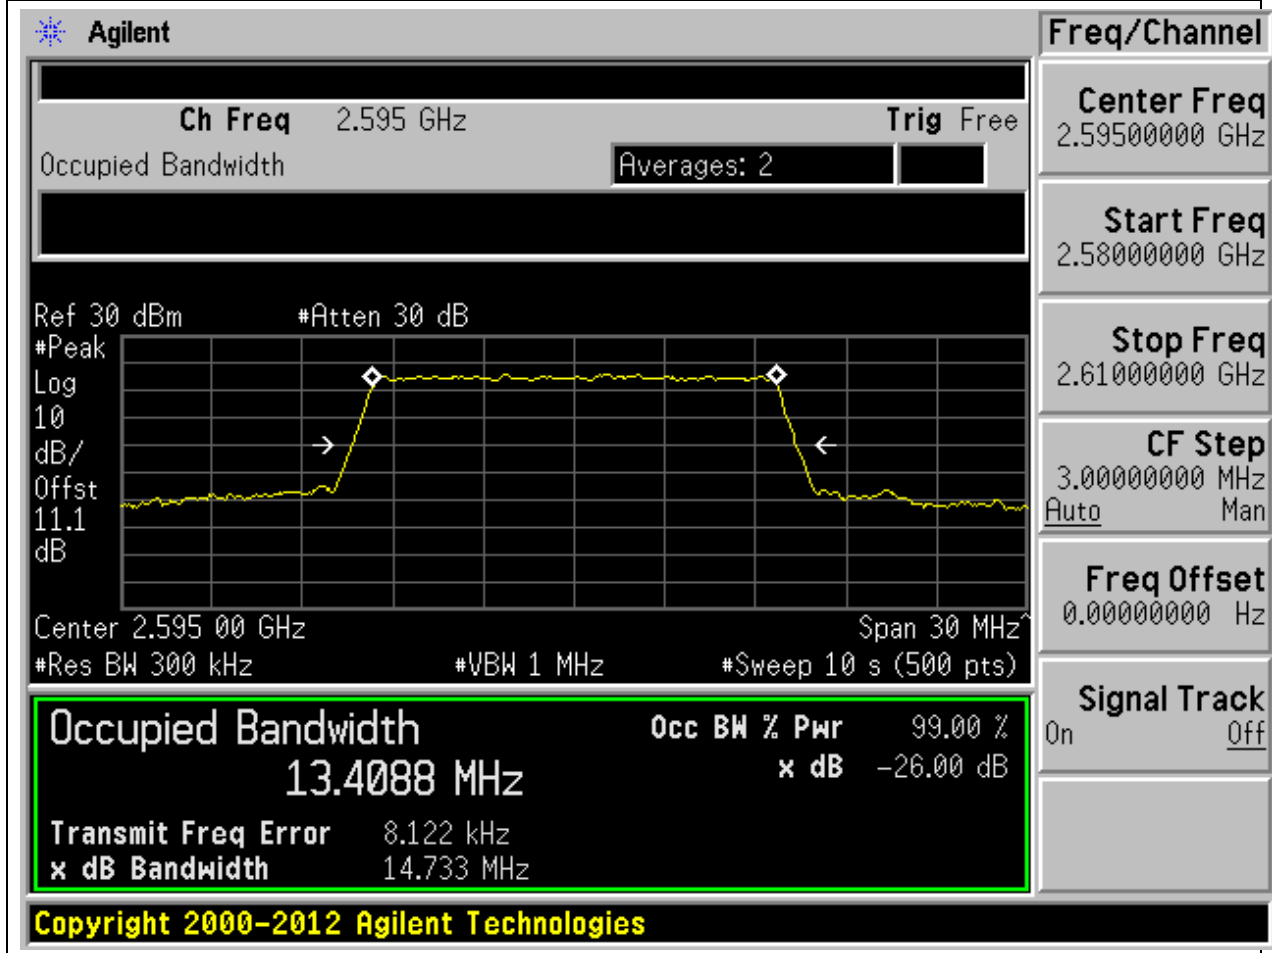 Agilent
Freq/Channel
Ch Freq 2.595 GHz Trig Free
Occupied Bandwidth Averages: 2
Center Freq
2.59500000 GHz
Start Freq
2.58000000 GHz
Stop Freq
2.61000000 GHz
CF Step
3.00000000 MHz
Auto Man
Freq Offset
0.00000000 Hz
Signal Track
On Off
Ref 30 dBm #Atten 30 dB
#Peak
Log
10
dB/
Offst
11.1
dB
Center 2.595 00 GHz Span 30 MHz^
#Res BW 300 kHz #VBW 1 MHz #Sweep 10 s (500 pts)
Occupied Bandwidth Occ BW % Pwr 99.00 %
13.4088 MHz x dB -26.00 dB
Transmit Freq Error 8.122 kHz
x dB Bandwidth 14.733 MHz
Copyright 2000-2012 Agilent Technologies